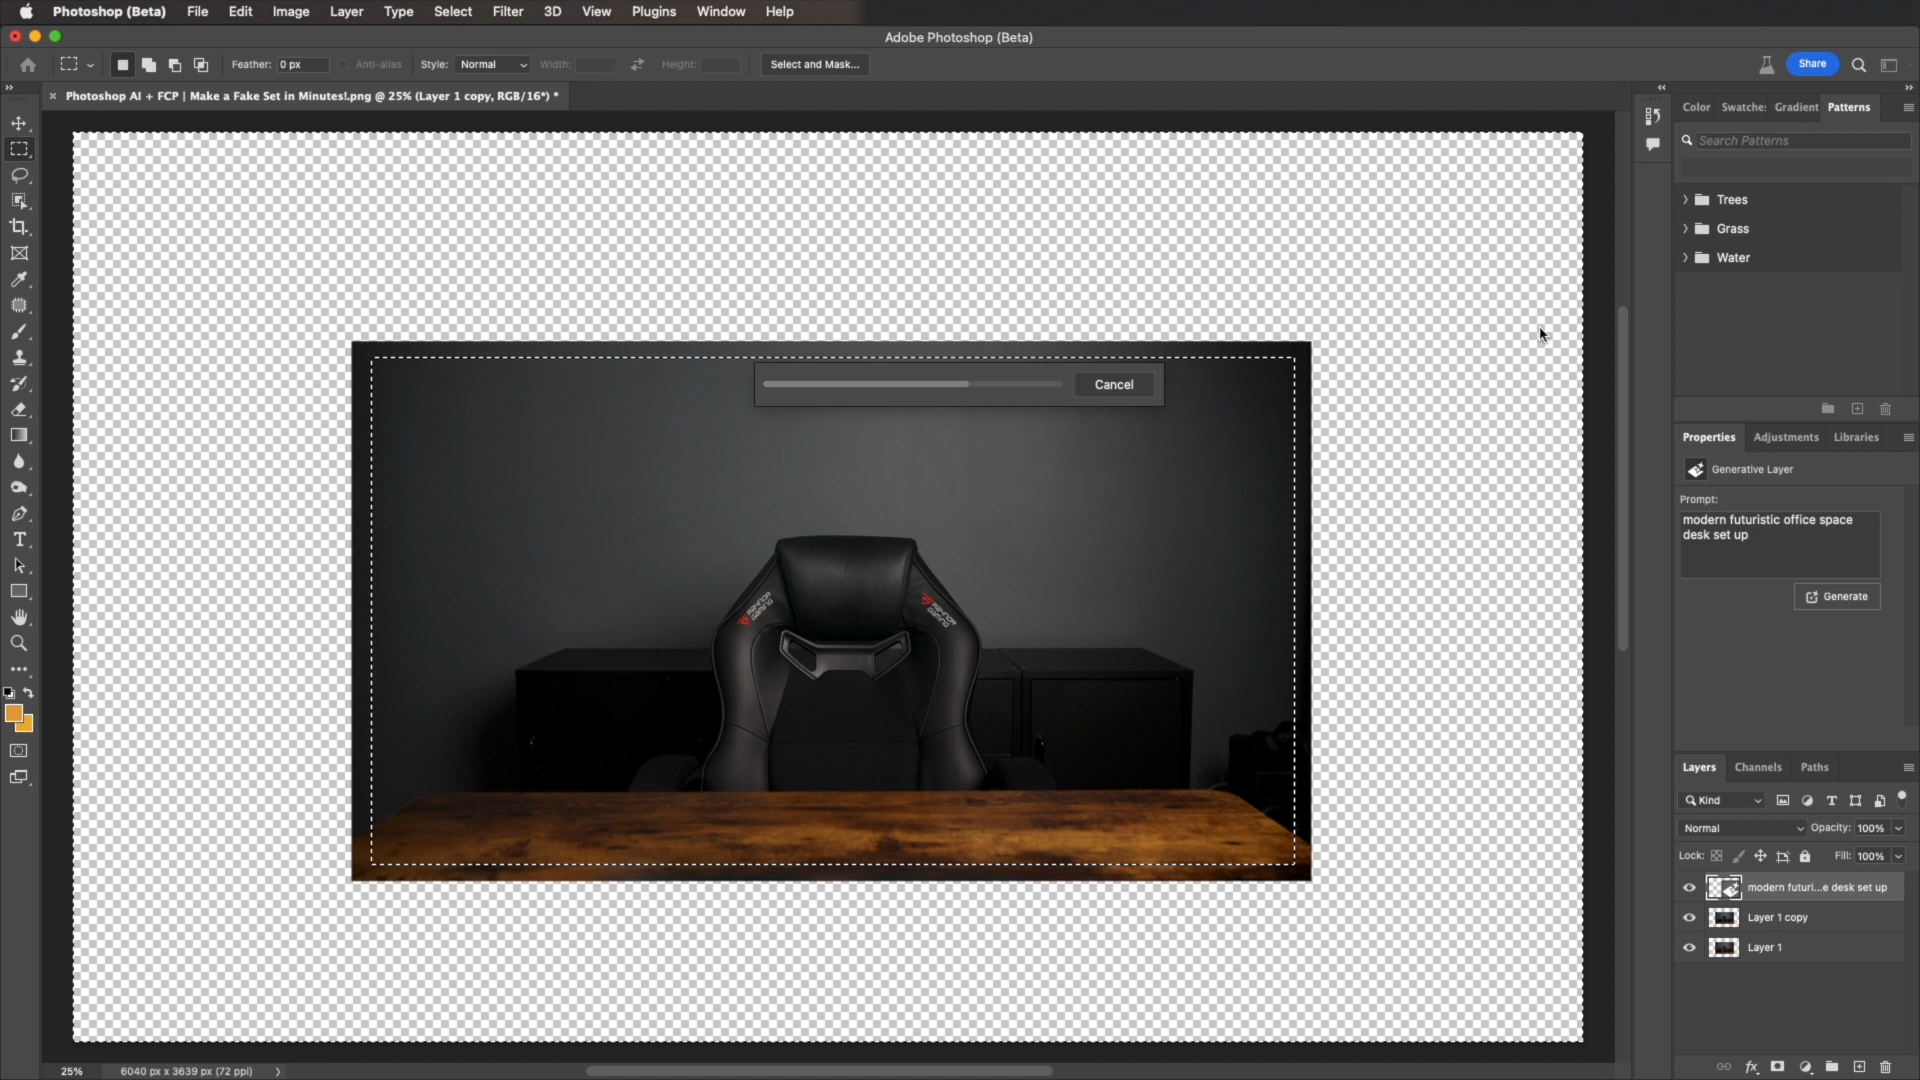 Photoshop (Beta) File Edit Image Layer Type Select Filter 3D View Plugins Window Help
Adobe Photoshop (Beta)
Feather: 0 px Anti-alias Style: Normal Width: Height: Select and Mask... Share
Photoshop AI + FCP | Make a Fake Set in Minutes!.png @ 25% (Layer 1 copy, RGB/16*) *
Color Swatche Gradient Patterns
Search Patterns
Trees
Grass
Water
Cancel
Properties Adjustments Libraries
Generative Layer
Prompt:
modern futuristic office space
desk set up
Generate
GAMING
GAMING
Layers Channels Paths
Kind
Normal Opacity: 100%
Lock: Fill: 100%
modern futuri...e desk set up
Layer 1 copy
Layer 1
25% 6040 px x 3639 px (72 ppi)